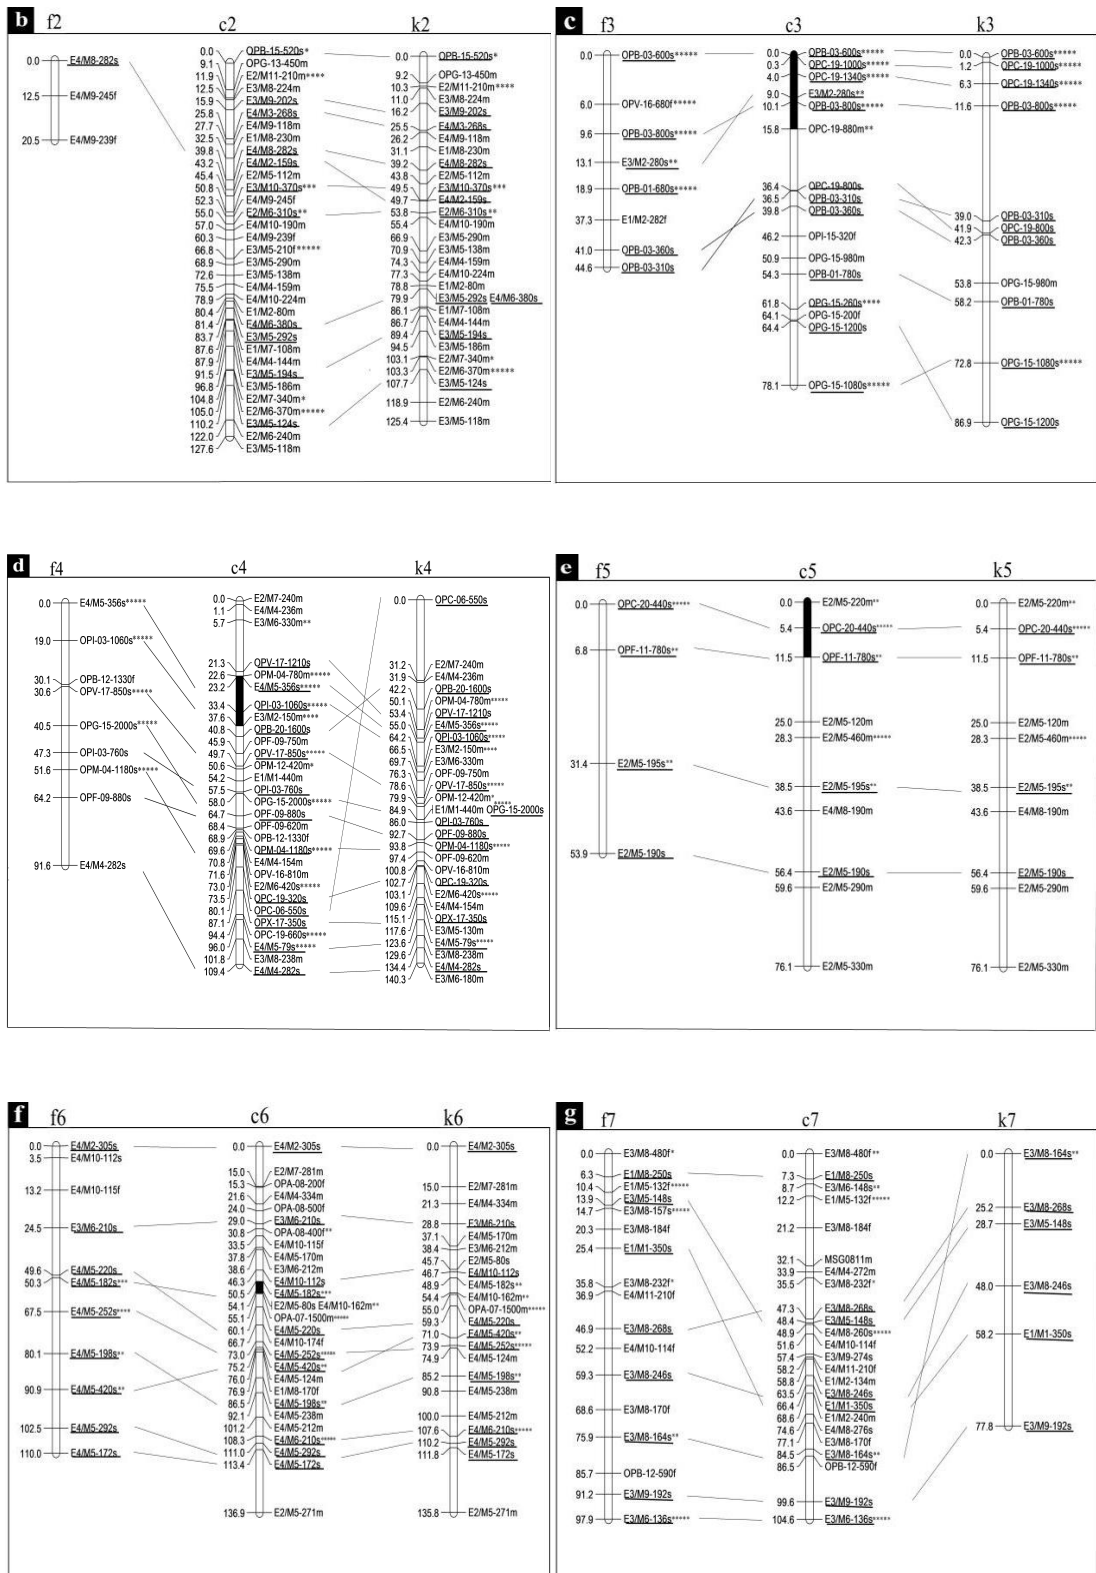 b
f2
c2
k2
0.0 E4/M8-282s
12.5 E4/M9-245f
20.5 E4/M9-239f
0.0 OPB-15-520s*
9.1 OPG-13-450m
11.9 E2/M11-210m****
12.5 E3/M8-224m
15.9 E3/M9-202s
25.8 E4/M3-268s
27.7 E4/M9-118m
32.5 E1/M8-230m
39.8 E4/M8-282s
43.2 E4/M2-159s
45.4 E2/M5-112m
50.8 E3/M10-370s***
52.3 E4/M9-245f
55.0 E2/M6-310s**
57.0 E4/M10-190m
60.3 E4/M9-239f
66.8 E3/M5-210f*****
68.9 E3/M5-290m
72.6 E3/M5-138m
75.5 E4/M4-159m
78.9 E4/M10-224m
80.4 E1/M2-80m
81.4 E4/M6-380s
83.7 E3/M5-292s
87.6 E1/M7-108m
87.9 E4/M4-144m
91.5 E3/M5-194s
96.8 E3/M5-186m
104.8 E2/M7-340m*
105.0 E2/M6-370m*****
110.2 E3/M5-124s
122.0 E2/M6-240m
127.6 E3/M5-118m
0.0 OPB-15-520s*
9.2 OPG-13-450m
10.3 E2/M11-210m****
11.0 E3/M8-224m
16.2 E3/M9-202s
25.5 E4/M3-268s
26.2 E4/M9-118m
31.1 E1/M8-230m
39.2 E4/M8-282s
43.8 E2/M5-112m
49.5 E3/M10-370s***
49.7 E4/M2-159s
53.8 E2/M6-310s**
55.4 E4/M10-190m
66.9 E3/M5-290m
70.9 E3/M5-138m
74.3 E4/M4-159m
77.3 E4/M10-224m
78.8 E1/M2-80m
79.9 E3/M5-292s E4/M6-380s
86.1 E1/M7-108m
86.7 E4/M4-144m
89.4 E3/M5-194s
94.5 E3/M5-186m
103.1 E2/M7-340m*
103.3 E2/M6-370m*****
107.7 E3/M5-124s
118.9 E2/M6-240m
125.4 E3/M5-118m
c
f3
c3
k3
0.0 OPB-03-600s*****
6.0 OPV-16-680f*****
9.6 OPB-03-800s*****
13.1 E3/M2-280s**
18.9 OPB-01-680s*****
37.3 E1/M2-282f
41.0 OPB-03-360s
44.6 OPB-03-310s
0.0 OPB-03-600s*****
0.3 OPC-19-1000s*****
4.0 OPC-19-1340s*****
9.0 E3/M2-280s**
10.1 OPB-03-800s*****
15.8 OPC-19-880m**
36.4 OPC-19-800s
36.5 OPB-03-310s
39.8 OPB-03-360s
46.2 OPI-15-320f
50.9 OPG-15-980m
54.3 OPB-01-780s
61.8 OPG-15-260s****
64.1 OPG-15-200f
64.4 OPG-15-1200s
78.1 OPG-15-1080s*****
0.0 OPB-03-600s*****
1.2 OPC-19-1000s*****
6.3 OPC-19-1340s*****
11.6 OPB-03-800s*****
39.0 OPB-03-310s
41.9 OPC-19-800s
42.3 OPB-03-360s
53.8 OPG-15-980m
58.2 OPB-01-780s
72.8 OPG-15-1080s*****
86.9 OPG-15-1200s
d
f4
c4
k4
0.0 E4/M5-356s*****
19.0 OPI-03-1060s*****
30.1 OPB-12-1330f
30.6 OPV-17-850s*****
40.5 OPG-15-2000s*****
47.3 OPI-03-760s
51.6 OPM-04-1180s*****
64.2 OPF-09-880s
91.6 E4/M4-282s
0.0 E2/M7-240m
1.1 E4/M4-236m
5.7 E3/M6-330m**
21.3 OPV-17-1210s
22.6 OPM-04-780m*****
23.2 E4/M5-356s*****
33.4 OPI-03-1060s*****
37.6 E3/M2-150m****
40.8 OPB-20-1600s
45.9 OPF-09-750m
49.7 OPV-17-850s*****
50.6 OPM-12-420m*
54.2 E1/M1-440m
57.5 OPI-03-760s
58.0 OPG-15-2000s*****
64.7 OPF-09-880s
68.4 OPF-09-620m
68.9 OPB-12-1330f
69.6 OPM-04-1180s*****
70.8 E4/M4-154m
71.6 OPV-16-810m
73.0 E2/M6-420s*****
73.5 OPC-19-320s
80.1 OPC-06-550s
87.1 OPX-17-350s
94.4 OPC-19-660s*****
96.0 E4/M5-79s*****
101.8 E3/M8-238m
109.4 E4/M4-282s
0.0 OPC-06-550s
31.2 E2/M7-240m
31.9 E4/M4-236m
42.2 OPB-20-1600s
50.1 OPM-04-780m*****
53.4 OPV-17-1210s
55.0 E4/M5-356s*****
64.2 OPI-03-1060s*****
66.5 E3/M2-150m****
69.7 E3/M6-330m
76.3 OPF-09-750m
78.6 OPV-17-850s*****
79.9 OPM-12-420m*
84.9 E1/M1-440m OPG-15-2000s*****
86.0 OPI-03-760s
92.7 OPF-09-880s
93.8 OPM-04-1180s*****
97.4 OPF-09-620m
100.8 OPV-16-810m
102.7 OPC-19-320s
103.1 E2/M6-420s*****
109.6 E4/M4-154m
115.1 OPX-17-350s
117.6 E3/M5-130m
123.6 E4/M5-79s*****
129.6 E3/M8-238m
134.4 E4/M4-282s
140.3 E3/M6-180m
e
f5
c5
k5
0.0 OPC-20-440s*****
6.8 OPF-11-780s**
31.4 E2/M5-195s**
53.9 E2/M5-190s
0.0 E2/M5-220m**
5.4 OPC-20-440s*****
11.5 OPF-11-780s**
25.0 E2/M5-120m
28.3 E2/M5-460m*****
38.5 E2/M5-195s**
43.6 E4/M8-190m
56.4 E2/M5-190s
59.6 E2/M5-290m
76.1 E2/M5-330m
0.0 E2/M5-220m**
5.4 OPC-20-440s*****
11.5 OPF-11-780s**
25.0 E2/M5-120m
28.3 E2/M5-460m*****
38.5 E2/M5-195s**
43.6 E4/M8-190m
56.4 E2/M5-190s
59.6 E2/M5-290m
76.1 E2/M5-330m
f
f6
c6
k6
0.0 E4/M2-305s
3.5 E4/M10-112s
13.2 E4/M10-115f
24.5 E3/M6-210s
49.6 E4/M5-220s
50.3 E4/M5-182s***
67.5 E4/M5-252s****
80.1 E4/M5-198s**
90.9 E4/M5-420s**
102.5 E4/M5-292s
110.0 E4/M5-172s
0.0 E4/M2-305s
15.0 E2/M7-281m
15.3 OPA-08-200f
21.6 E4/M4-334m
24.0 OPA-08-500f
29.0 E3/M6-210s
30.8 OPA-08-400f**
33.5 E4/M10-115f
37.8 E4/M5-170m
38.6 E3/M6-212m
46.3 E4/M10-112s
50.5 E4/M5-182s***
54.1 E2/M5-80s E4/M10-162m**
55.1 OPA-07-1500m*****
60.1 E4/M5-220s
66.7 E4/M10-174f
73.0 E4/M5-252s*****
75.2 E4/M5-420s**
76.0 E4/M5-124m
76.9 E1/M8-170f
86.5 E4/M5-198s**
92.1 E4/M5-238m
101.2 E4/M5-212m
108.3 E4/M6-210s*****
111.0 E4/M5-292s
113.4 E4/M5-172s
136.9 E2/M5-271m
0.0 E4/M2-305s
15.0 E2/M7-281m
21.3 E4/M4-334m
28.8 E3/M6-210s
37.1 E4/M5-170m
38.4 E3/M6-212m
45.7 E2/M5-80s
46.7 E4/M10-112s
48.9 E4/M5-182s**
54.4 E4/M10-162m**
55.0 OPA-07-1500m*****
59.3 E4/M5-220s
71.0 E4/M5-420s**
73.9 E4/M5-252s*****
74.9 E4/M5-124m
85.2 E4/M5-198s**
90.8 E4/M5-238m
100.0 E4/M5-212m
107.6 E4/M6-210s*****
110.2 E4/M5-292s
111.8 E4/M5-172s
135.8 E2/M5-271m
g
f7
c7
k7
0.0 E3/M8-480f*
6.3 E1/M8-250s
10.4 E1/M5-132f*****
13.9 E3/M5-148s
14.7 E3/M8-157s*****
20.3 E3/M8-184f
25.4 E1/M1-350s
35.8 E3/M8-232f*
36.9 E4/M11-210f
46.9 E3/M8-268s
52.2 E4/M10-114f
59.3 E3/M8-246s
68.6 E3/M8-170f
75.9 E3/M8-164s**
85.7 OPB-12-590f
91.2 E3/M9-192s
97.9 E3/M6-136s*****
0.0 E3/M8-480f**
7.3 E1/M8-250s
8.7 E3/M6-148s**
12.2 E1/M5-132f*****
21.2 E3/M8-184f
32.1 MSG0811m
33.9 E4/M4-272m
35.5 E3/M8-232f*
47.3 E3/M8-268s
48.4 E3/M5-148s
48.9 E4/M8-260s*****
51.6 E4/M10-114f
57.4 E3/M9-274s
58.2 E4/M11-210f
58.8 E1/M2-134m
63.5 E3/M8-246s
66.4 E1/M1-350s
68.6 E1/M2-240m
74.6 E4/M8-276s
77.1 E3/M8-170f
84.5 E3/M8-164s**
86.5 OPB-12-590f
99.6 E3/M9-192s
104.6 E3/M6-136s*****
0.0 E3/M8-164s**
25.2 E3/M8-268s
28.7 E3/M5-148s
48.0 E3/M8-246s
58.2 E1/M1-350s
77.8 E3/M9-192s